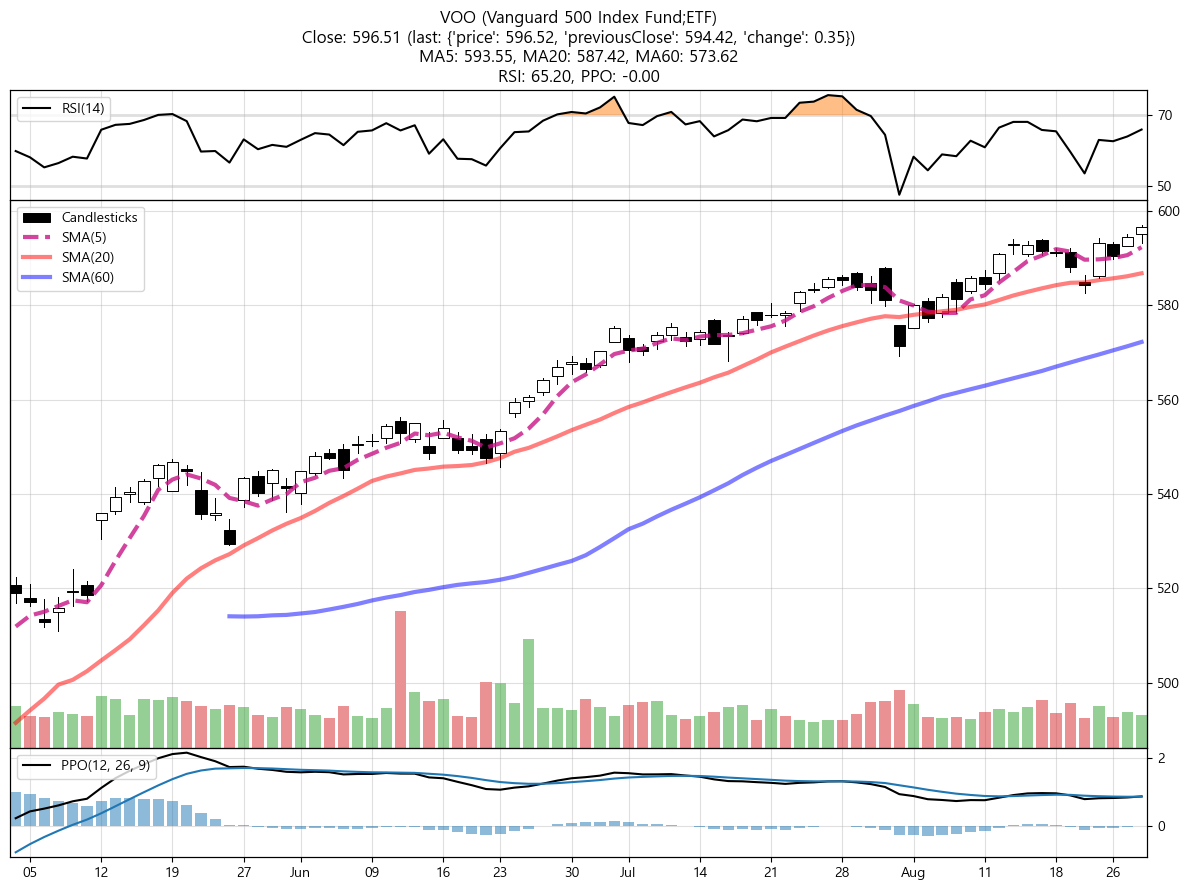 VOO (Vanguard 500 Index Fund;ETF)
Close: 596.51 (last: {'price': 596.52, 'previousClose': 594.42, 'change': 0.35})
MA5: 593.55, MA20: 587.42, MA60: 573.62
RSI: 65.20, PPO: -0.00
RSI(14)
70
50
Candlesticks
SMA(5)
SMA(20)
SMA(60)
600
580
560
540
520
500
PPO(12, 26, 9)
2
0
05 12 19 27 Jun 09 16 23 30 Jul 14 21 28 Aug 11 18 26